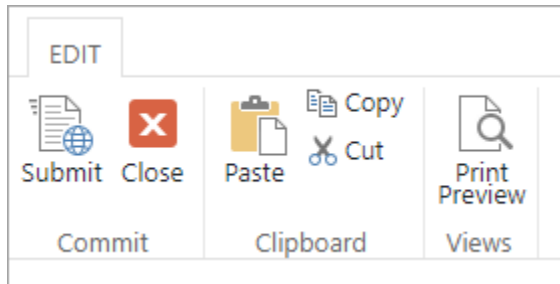 EDIT
Submit
Close
Commit
Paste
Copy
Cut
Clipboard
Print
Preview
Views